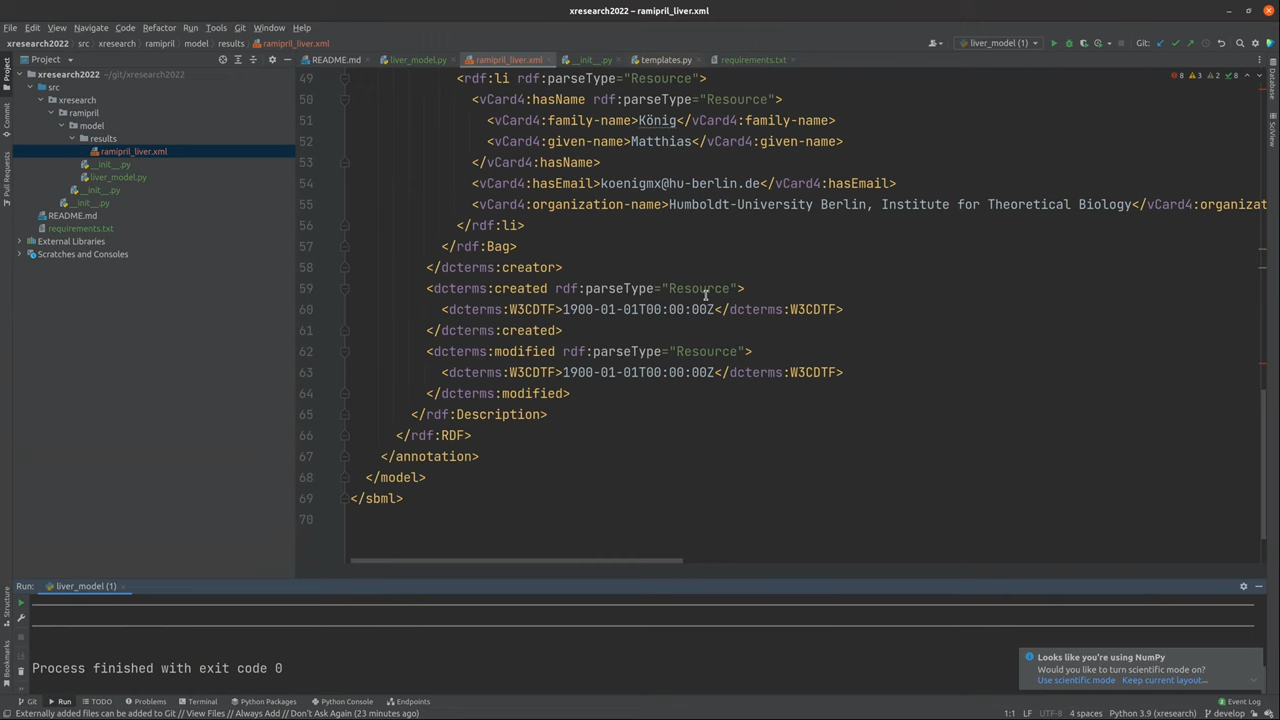 xresearch2022 – ramipril_liver.xml
File Edit View Navigate Code Refactor Run Tools Git Window Help
xresearch2022 src xresearch ramipril model results ramipril_liver.xml liver_model (1) Git:
Project README.md liver_model.py ramipril_liver.xml __init__.py templates.py requirements.txt
xresearch2022 ~/git/xresearch2022
src
xresearch
ramipril
model
results
ramipril_liver.xml
__init__.py
liver_model.py
__init__.py
__init__.py
README.md
requirements.txt
External Libraries
Scratches and Consoles
8 3 2 8
49 <rdf:li rdf:parseType="Resource">
50 <vCard4:hasName rdf:parseType="Resource">
51 <vCard4:family-name>König</vCard4:family-name>
52 <vCard4:given-name>Matthias</vCard4:given-name>
53 </vCard4:hasName>
54 <vCard4:hasEmail>koenigmx@hu-berlin.de</vCard4:hasEmail>
55 <vCard4:organization-name>Humboldt-University Berlin, Institute for Theoretical Biology</vCard4:organizat
56 </rdf:li>
57 </rdf:Bag>
58 </dcterms:creator>
59 <dcterms:created rdf:parseType="Resource">
60 <dcterms:W3CDTF>1900-01-01T00:00:00Z</dcterms:W3CDTF>
61 </dcterms:created>
62 <dcterms:modified rdf:parseType="Resource">
63 <dcterms:W3CDTF>1900-01-01T00:00:00Z</dcterms:W3CDTF>
64 </dcterms:modified>
65 </rdf:Description>
66 </rdf:RDF>
67 </annotation>
68 </model>
69 </sbml>
70
Project
Commit
Pull Requests
Structure
Bookmarks
Database
SciView
Run: liver_model (1)
Process finished with exit code 0
Looks like you're using NumPy
Would you like to turn scientific mode on?
Use scientific mode Keep current layout...
Git Run TODO Problems Terminal Python Packages Python Console Endpoints Event Log
Externally added files can be added to Git // View Files // Always Add // Don't Ask Again (23 minutes ago) 1:1 LF UTF-8 4 spaces Python 3.9 (xresearch) develop